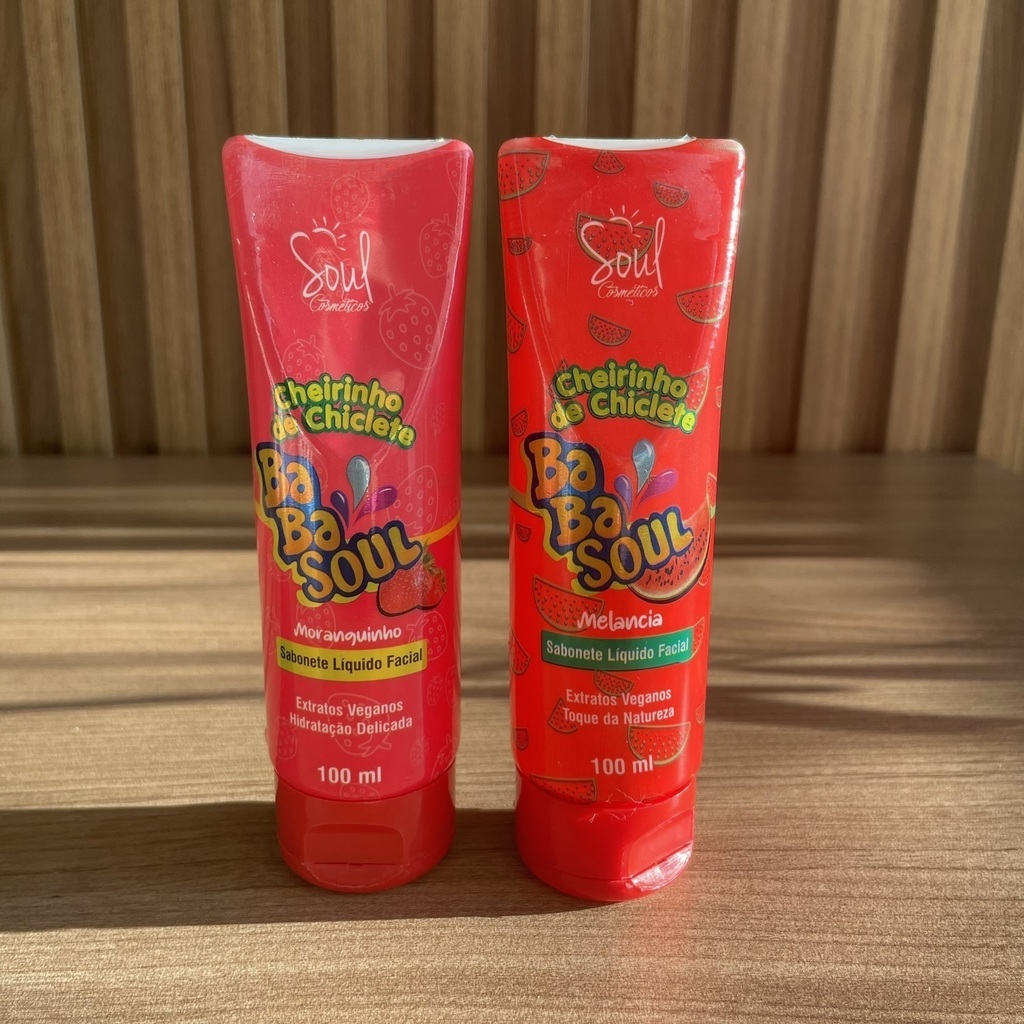 Soul
Cosméticos
Cheirinho
de Chiclete
Ba
Ba
SOUL
Moranguinho
Sabonete Líquido Facial
Extratos Veganos
Hidratação Delicada
100 ml
Soul
Cosméticos
Cheirinho
de Chiclete
Ba
Ba
SOUL
Melancia
Sabonete Líquido Facial
Extratos Veganos
Toque da Natureza
100 ml